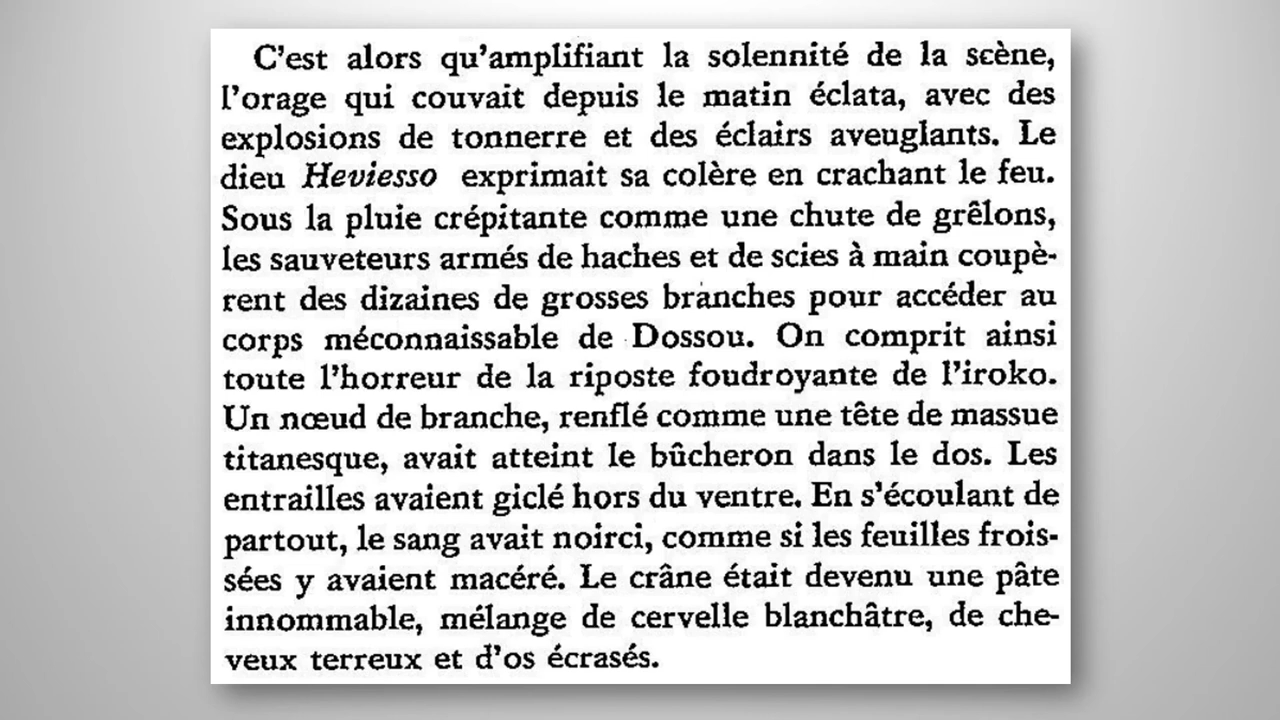 C'est alors qu'amplifiant la solennité de la scène,
l'orage qui couvait depuis le matin éclata, avec des
explosions de tonnerre et des éclairs aveuglants. Le
dieu Heviesso exprimait sa colère en crachant le feu.
Sous la pluie crépitante comme une chute de grêlons,
les sauveteurs armés de haches et de scies à main coupè-
rent des dizaines de grosses branches pour accéder au
corps méconnaissable de Dossou. On comprit ainsi
toute l'horreur de la riposte foudroyante de l'iroko.
Un nœud de branche, renflé comme une tête de massue
titanesque, avait atteint le bûcheron dans le dos. Les
entrailles avaient giclé hors du ventre. En s'écoulant de
partout, le sang avait noirci, comme si les feuilles frois-
sées y avaient macéré. Le crâne était devenu une pâte
innommable, mélange de cervelle blanchâtre, de che-
veux terreux et d'os écrasés.